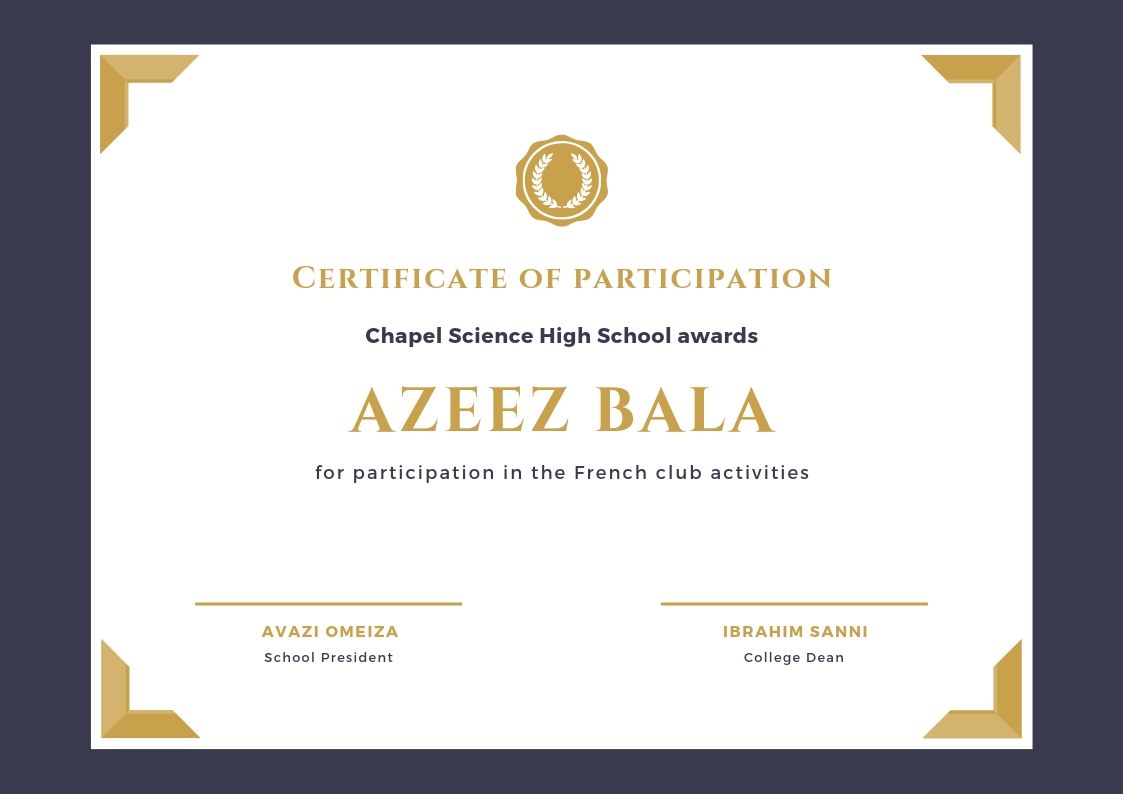 Certificate of participation
Chapel Science High School awards
AZEEZ BALA
for participation in the French club activities
AVAZI OMEIZA
School President
IBRAHIM SANNI
College Dean